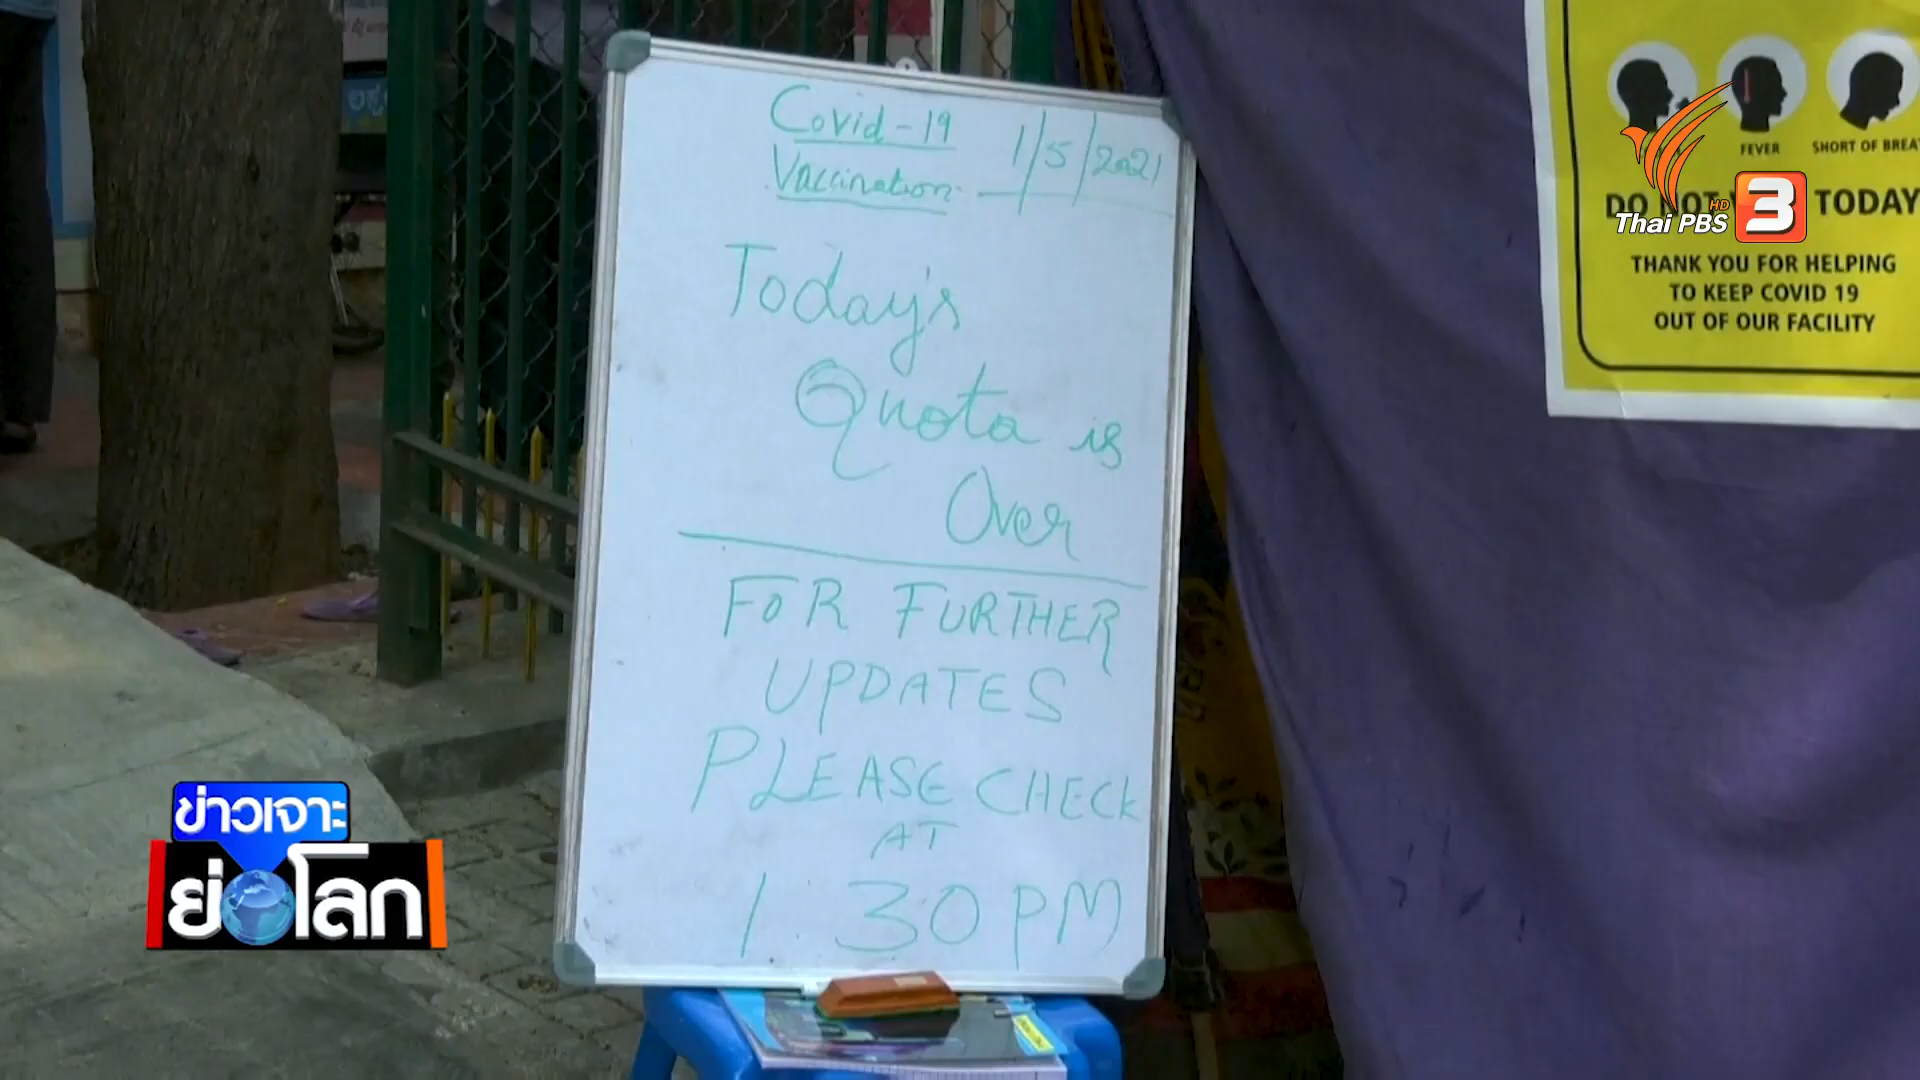 Covid-19
Vaccination
1/5/2021
Today's
Quota is
Over
FOR FURTHER
UPDATES
PLEASE CHECK
AT
1 30 PM
FEVER
SHORT OF BREA
DO NOT TODAY
THANK YOU FOR HELPING
TO KEEP COVID 19
OUT OF OUR FACILITY
HD
Thai PBS 3
ข่าวเจาะ
ย่อโลก